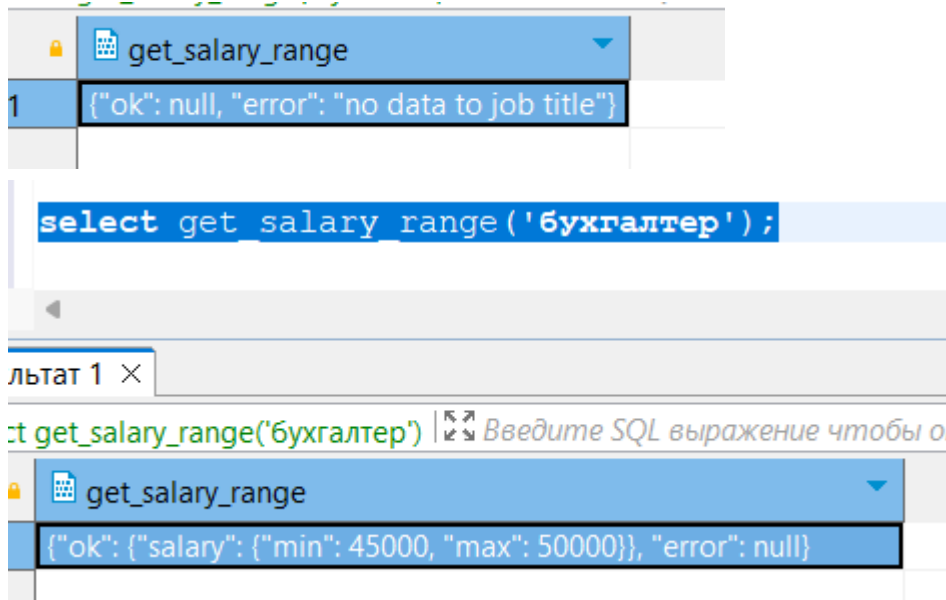 get_salary_range
1
{"ok": null, "error": "no data to job title"}
select get_salary_range('бухгалтер');
льтат 1
ct get_salary_range('бухгалтер') Введите SQL выражение чтобы о
get_salary_range
{"ok": {"salary": {"min": 45000, "max": 50000}}, "error": null}